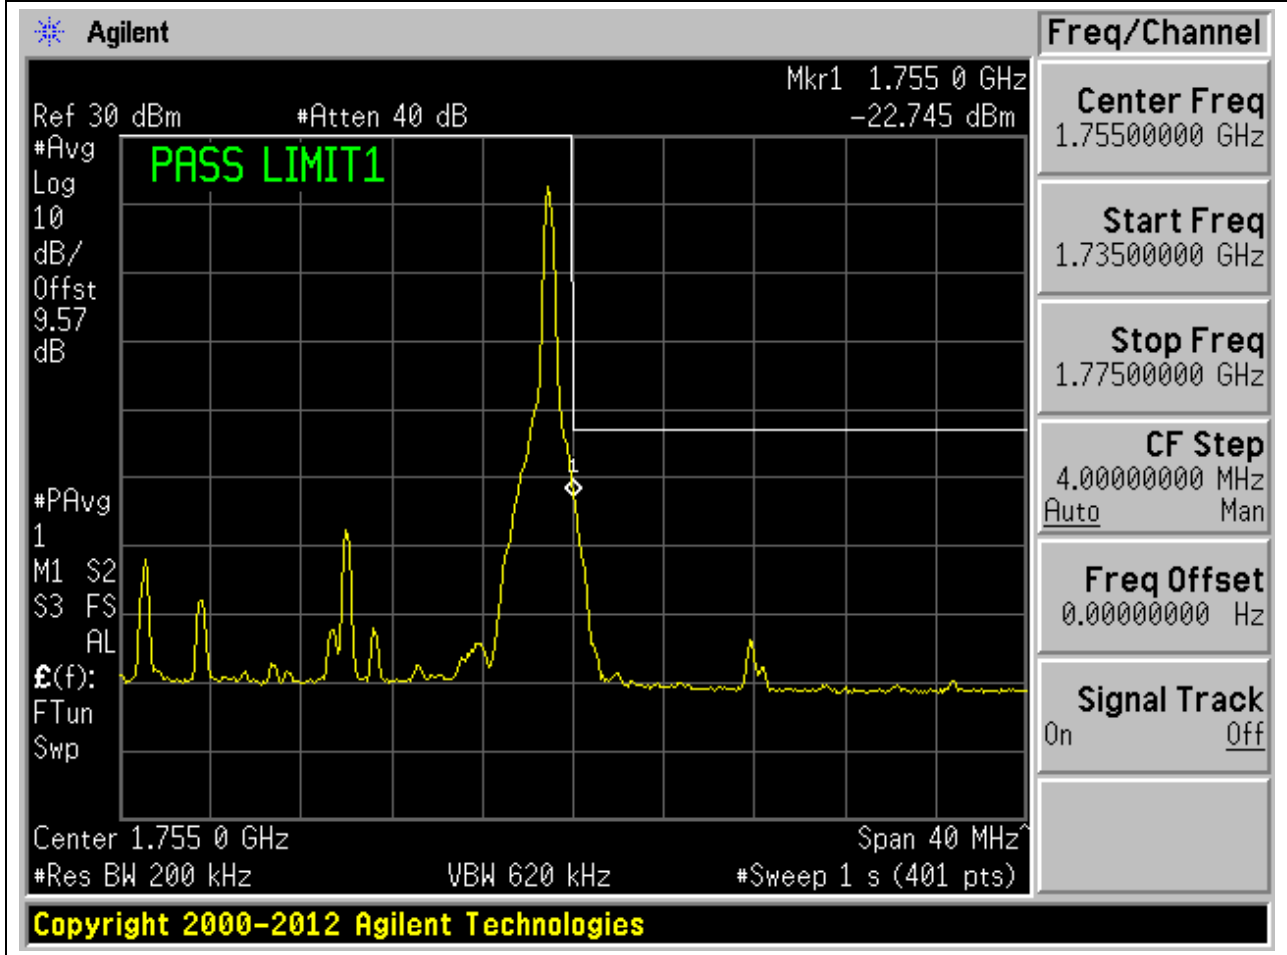 Agilent
Freq/Channel
Mkr1 1.755 0 GHz
Ref 30 dBm #Atten 40 dB -22.745 dBm
#Avg
Log
10
dB/
Offst
9.57
dB
PASS LIMIT1
1
#PAvg
1
M1 S2
S3 FS
AL
£(f):
FTun
Swp
Center 1.755 0 GHz Span 40 MHz^
#Res BW 200 kHz VBW 620 kHz #Sweep 1 s (401 pts)
Copyright 2000-2012 Agilent Technologies
Center Freq
1.75500000 GHz
Start Freq
1.73500000 GHz
Stop Freq
1.77500000 GHz
CF Step
4.00000000 MHz
Auto Man
Freq Offset
0.00000000 Hz
Signal Track
On Off